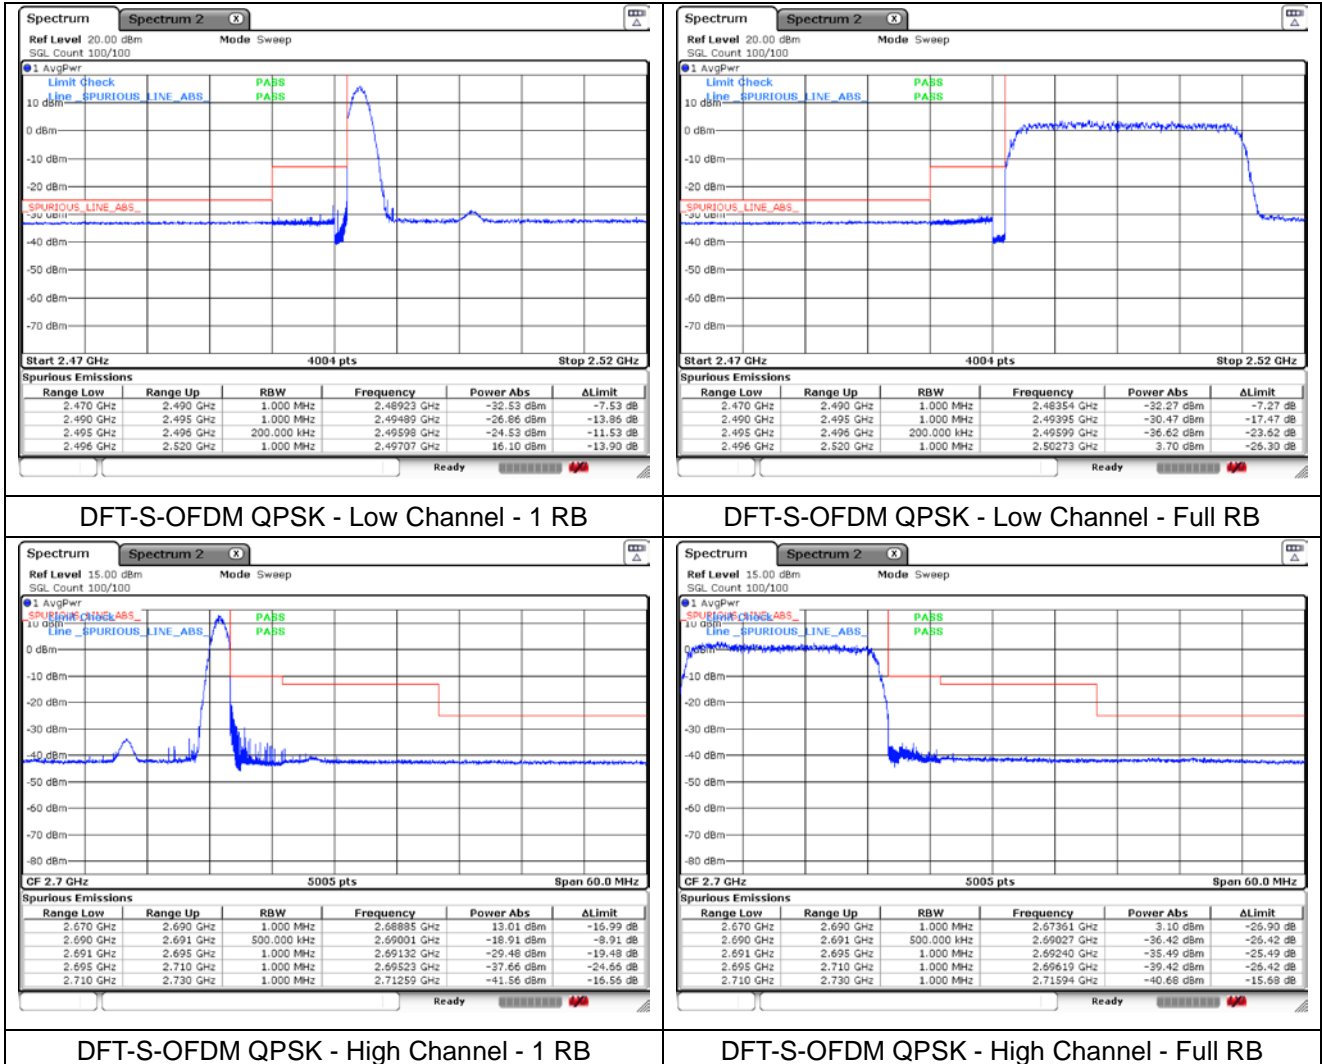 Spectrum Spectrum 2 X
Ref Level 20.00 dBm Mode Sweep
SGL Count 100/100
1 AvgPwr
Limit Check PASS
Line _SPURIOUS_LINE_ABS_ PASS
10 dBm
0 dBm
-10 dBm
-20 dBm
_SPURIOUS_LINE_ABS_
-30 dBm
-40 dBm
-50 dBm
-60 dBm
-70 dBm
Start 2.47 GHz 4004 pts Stop 2.52 GHz
Spurious Emissions
Range Low Range Up RBW Frequency Power Abs ΔLimit
2.470 GHz 2.490 GHz 1.000 MHz 2.48923 GHz -32.53 dBm -7.53 dB
2.490 GHz 2.495 GHz 1.000 MHz 2.49489 GHz -26.86 dBm -13.86 dB
2.495 GHz 2.496 GHz 200.000 kHz 2.49598 GHz -24.53 dBm -11.53 dB
2.496 GHz 2.520 GHz 1.000 MHz 2.49707 GHz 16.10 dBm -13.90 dB
Ready
DFT-S-OFDM QPSK - Low Channel - 1 RB
Spectrum Spectrum 2 X
Ref Level 20.00 dBm Mode Sweep
SGL Count 100/100
1 AvgPwr
Limit Check PASS
Line _SPURIOUS_LINE_ABS_ PASS
10 dBm
0 dBm
-10 dBm
-20 dBm
_SPURIOUS_LINE_ABS_
-30 dBm
-40 dBm
-50 dBm
-60 dBm
-70 dBm
Start 2.47 GHz 4004 pts Stop 2.52 GHz
Spurious Emissions
Range Low Range Up RBW Frequency Power Abs ΔLimit
2.470 GHz 2.490 GHz 1.000 MHz 2.48354 GHz -32.27 dBm -7.27 dB
2.490 GHz 2.495 GHz 1.000 MHz 2.49395 GHz -30.47 dBm -17.47 dB
2.495 GHz 2.496 GHz 200.000 kHz 2.49599 GHz -36.62 dBm -23.62 dB
2.496 GHz 2.520 GHz 1.000 MHz 2.50273 GHz 3.70 dBm -26.30 dB
Ready
DFT-S-OFDM QPSK - Low Channel - Full RB
Spectrum Spectrum 2 X
Ref Level 15.00 dBm Mode Sweep
SGL Count 100/100
1 AvgPwr
_SPURIOUS_LINE_ABS_
Limit Check PASS
10 dBm
Line _SPURIOUS_LINE_ABS_ PASS
0 dBm
-10 dBm
-20 dBm
-30 dBm
-40 dBm
-50 dBm
-60 dBm
-70 dBm
-80 dBm
CF 2.7 GHz 5005 pts Span 60.0 MHz
Spurious Emissions
Range Low Range Up RBW Frequency Power Abs ΔLimit
2.670 GHz 2.690 GHz 1.000 MHz 2.68885 GHz 13.01 dBm -16.99 dB
2.690 GHz 2.691 GHz 500.000 kHz 2.69001 GHz -18.91 dBm -8.91 dB
2.691 GHz 2.695 GHz 1.000 MHz 2.69132 GHz -29.48 dBm -19.48 dB
2.695 GHz 2.710 GHz 1.000 MHz 2.69523 GHz -37.66 dBm -24.66 dB
2.710 GHz 2.730 GHz 1.000 MHz 2.71259 GHz -41.56 dBm -16.56 dB
Ready
DFT-S-OFDM QPSK - High Channel - 1 RB
Spectrum Spectrum 2 X
Ref Level 15.00 dBm Mode Sweep
SGL Count 100/100
1 AvgPwr
_SPURIOUS_LINE_ABS_
Limit Check PASS
10 dBm
Line _SPURIOUS_LINE_ABS_ PASS
0 dBm
-10 dBm
-20 dBm
-30 dBm
-40 dBm
-50 dBm
-60 dBm
-70 dBm
-80 dBm
CF 2.7 GHz 5005 pts Span 60.0 MHz
Spurious Emissions
Range Low Range Up RBW Frequency Power Abs ΔLimit
2.670 GHz 2.690 GHz 1.000 MHz 2.67361 GHz 3.10 dBm -26.90 dB
2.690 GHz 2.691 GHz 500.000 kHz 2.69027 GHz -36.42 dBm -26.42 dB
2.691 GHz 2.695 GHz 1.000 MHz 2.69240 GHz -35.49 dBm -25.49 dB
2.695 GHz 2.710 GHz 1.000 MHz 2.69619 GHz -39.42 dBm -26.42 dB
2.710 GHz 2.730 GHz 1.000 MHz 2.71594 GHz -40.68 dBm -15.68 dB
Ready
DFT-S-OFDM QPSK - High Channel - Full RB